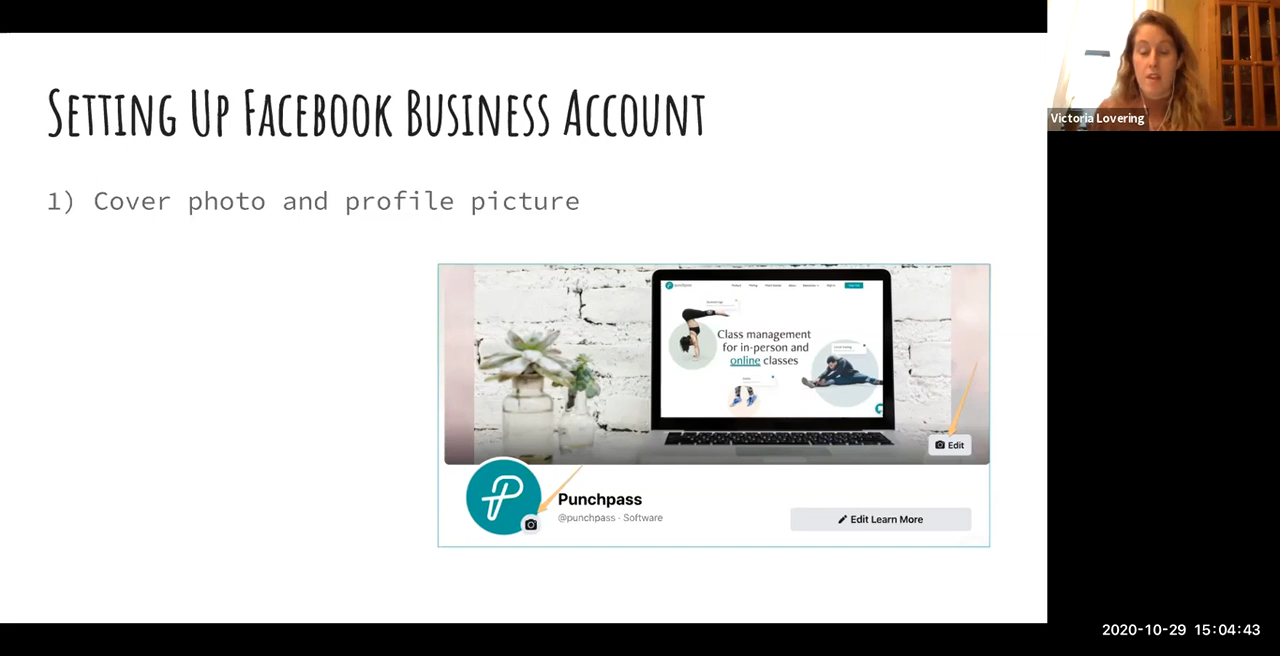 Setting Up Facebook Business Account
Victoria Lovering
1) Cover photo and profile picture
punchpass
Class management
for in-person and
online classes
Edit
Punchpass
@punchpass · Software
Edit Learn More
2020-10-29 15:04:43